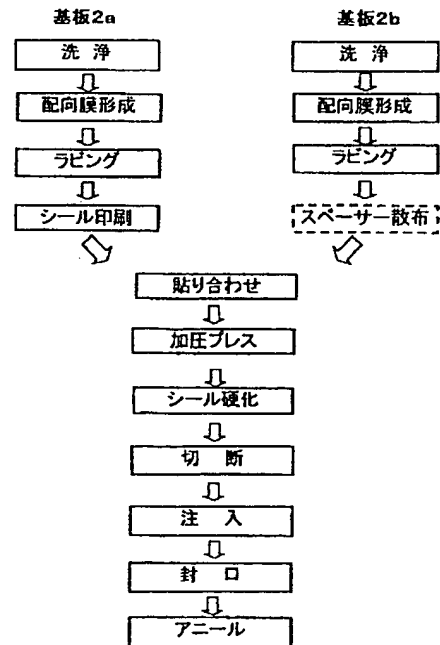 基板2a
洗 浄
配向膜形成
ラビング
シール印刷
基板2b
洗 浄
配向膜形成
ラビング
スペーサー散布
貼り合わせ
加圧プレス
シール硬化
切 断
注 入
封 口
アニール